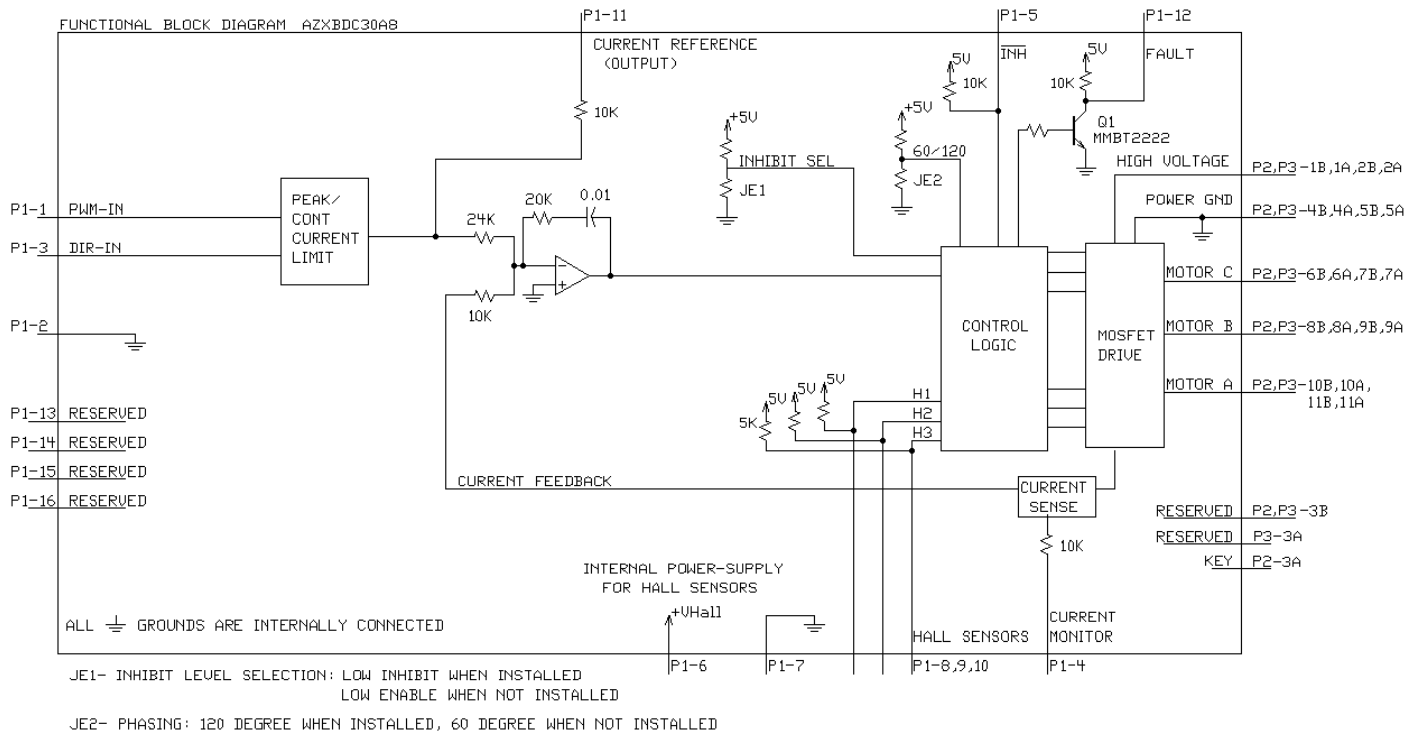 FUNCTIONAL BLOCK DIAGRAM AZXBDC30A8
P1-11
P1-5
P1-12
CURRENT REFERENCE
(OUTPUT)
10K
INH
FAULT
5V
10K
5V
10K
Q1
MMBT2222
+5V
INHIBIT SEL
JE1
+5V
60/120
JE2
HIGH VOLTAGE
P2,P3-1B,1A,2B,2A
POWER GND
P2,P3-4B,4A,5B,5A
P1-1
PWM-IN
P1-3
DIR-IN
PEAK/
CONT
CURRENT
LIMIT
24K
20K
0.01
-
+
10K
P1-2
CONTROL
LOGIC
MOSFET
DRIVE
MOTOR C
P2,P3-6B,6A,7B,7A
MOTOR B
P2,P3-8B,8A,9B,9A
MOTOR A
P2,P3-10B,10A,
11B,11A
5V
5V
5V
5K
H1
H2
H3
P1-13 RESERVED
P1-14 RESERVED
P1-15 RESERVED
P1-16 RESERVED
CURRENT FEEDBACK
CURRENT
SENSE
10K
RESERVED P2,P3-3B
RESERVED P3-3A
KEY P2-3A
INTERNAL POWER-SUPPLY
FOR HALL SENSORS
+VHall
ALL GROUNDS ARE INTERNALLY CONNECTED
HALL SENSORS
CURRENT
MONITOR
P1-6
P1-7
P1-8,9,10
P1-4
JE1- INHIBIT LEVEL SELECTION: LOW INHIBIT WHEN INSTALLED
LOW ENABLE WHEN NOT INSTALLED
JE2- PHASING: 120 DEGREE WHEN INSTALLED, 60 DEGREE WHEN NOT INSTALLED